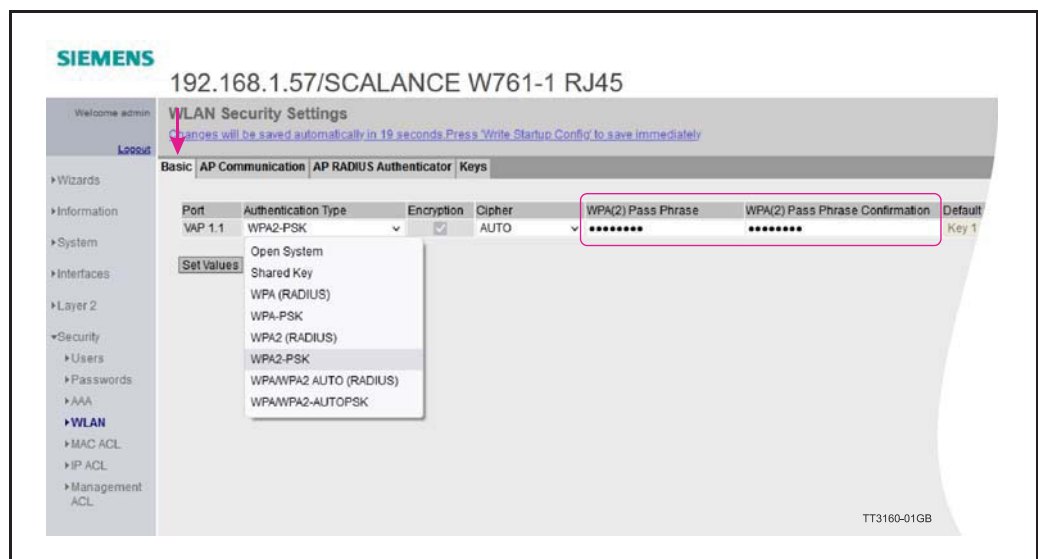 SIEMENS
192.168.1.57/SCALANCE W761-1 RJ45
Welcome admin
Logout
WLAN Security Settings
Changes will be saved automatically in 19 seconds.Press 'Write Startup Config' to save immediately
Basic AP Communication AP RADIUS Authenticator Keys
Wizards
Information
System
Interfaces
Layer 2
Security
Users
Passwords
AAA
WLAN
MAC ACL
IP ACL
Management
ACL
Port Authentication Type Encryption Cipher WPA(2) Pass Phrase WPA(2) Pass Phrase Confirmation Default
VAP 1.1 WPA2-PSK AUTO •••••••• •••••••• Key 1
Open System
Shared Key
WPA (RADIUS)
WPA-PSK
WPA2 (RADIUS)
WPA2-PSK
WPA/WPA2 AUTO (RADIUS)
WPA/WPA2-AUTOPSK
Set Values
TT3160-01GB